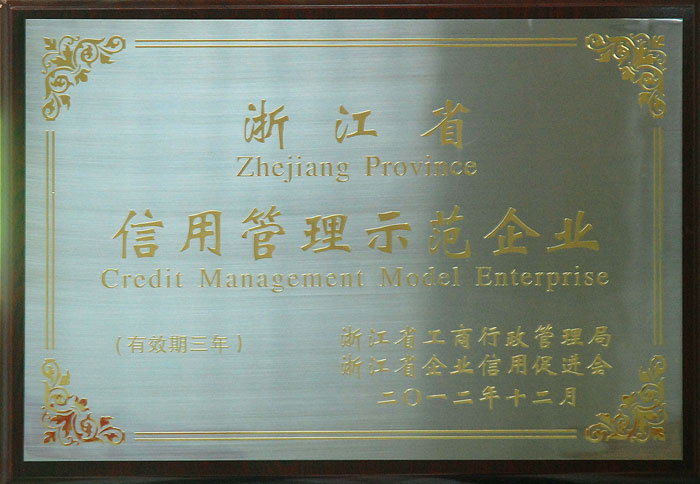 浙江省
Zhejiang Province
信用管理示范企业
Credit Management Model Enterprise
(有效期三年)
浙江省工商行政管理局
浙江省企业信用促进会
二〇一二年十二月